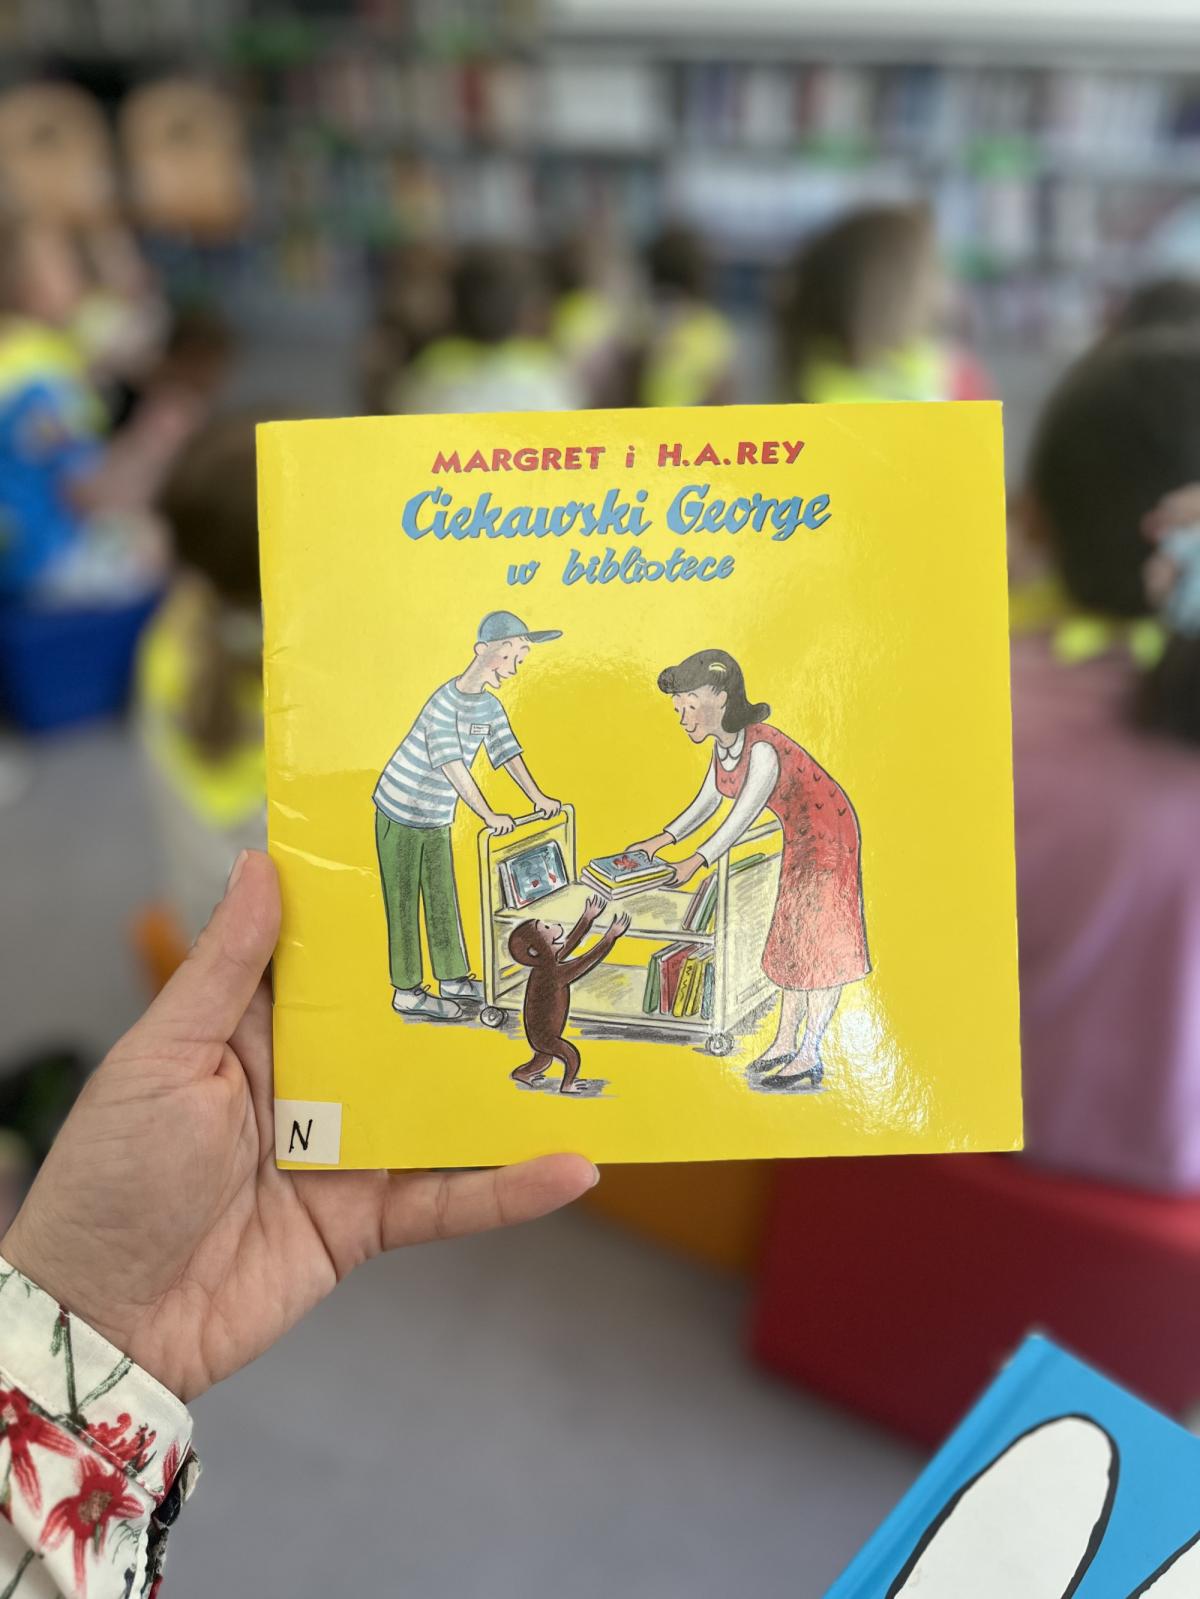 MARGRET i H.A.REY
Ciekawski George
w bibliotece
N